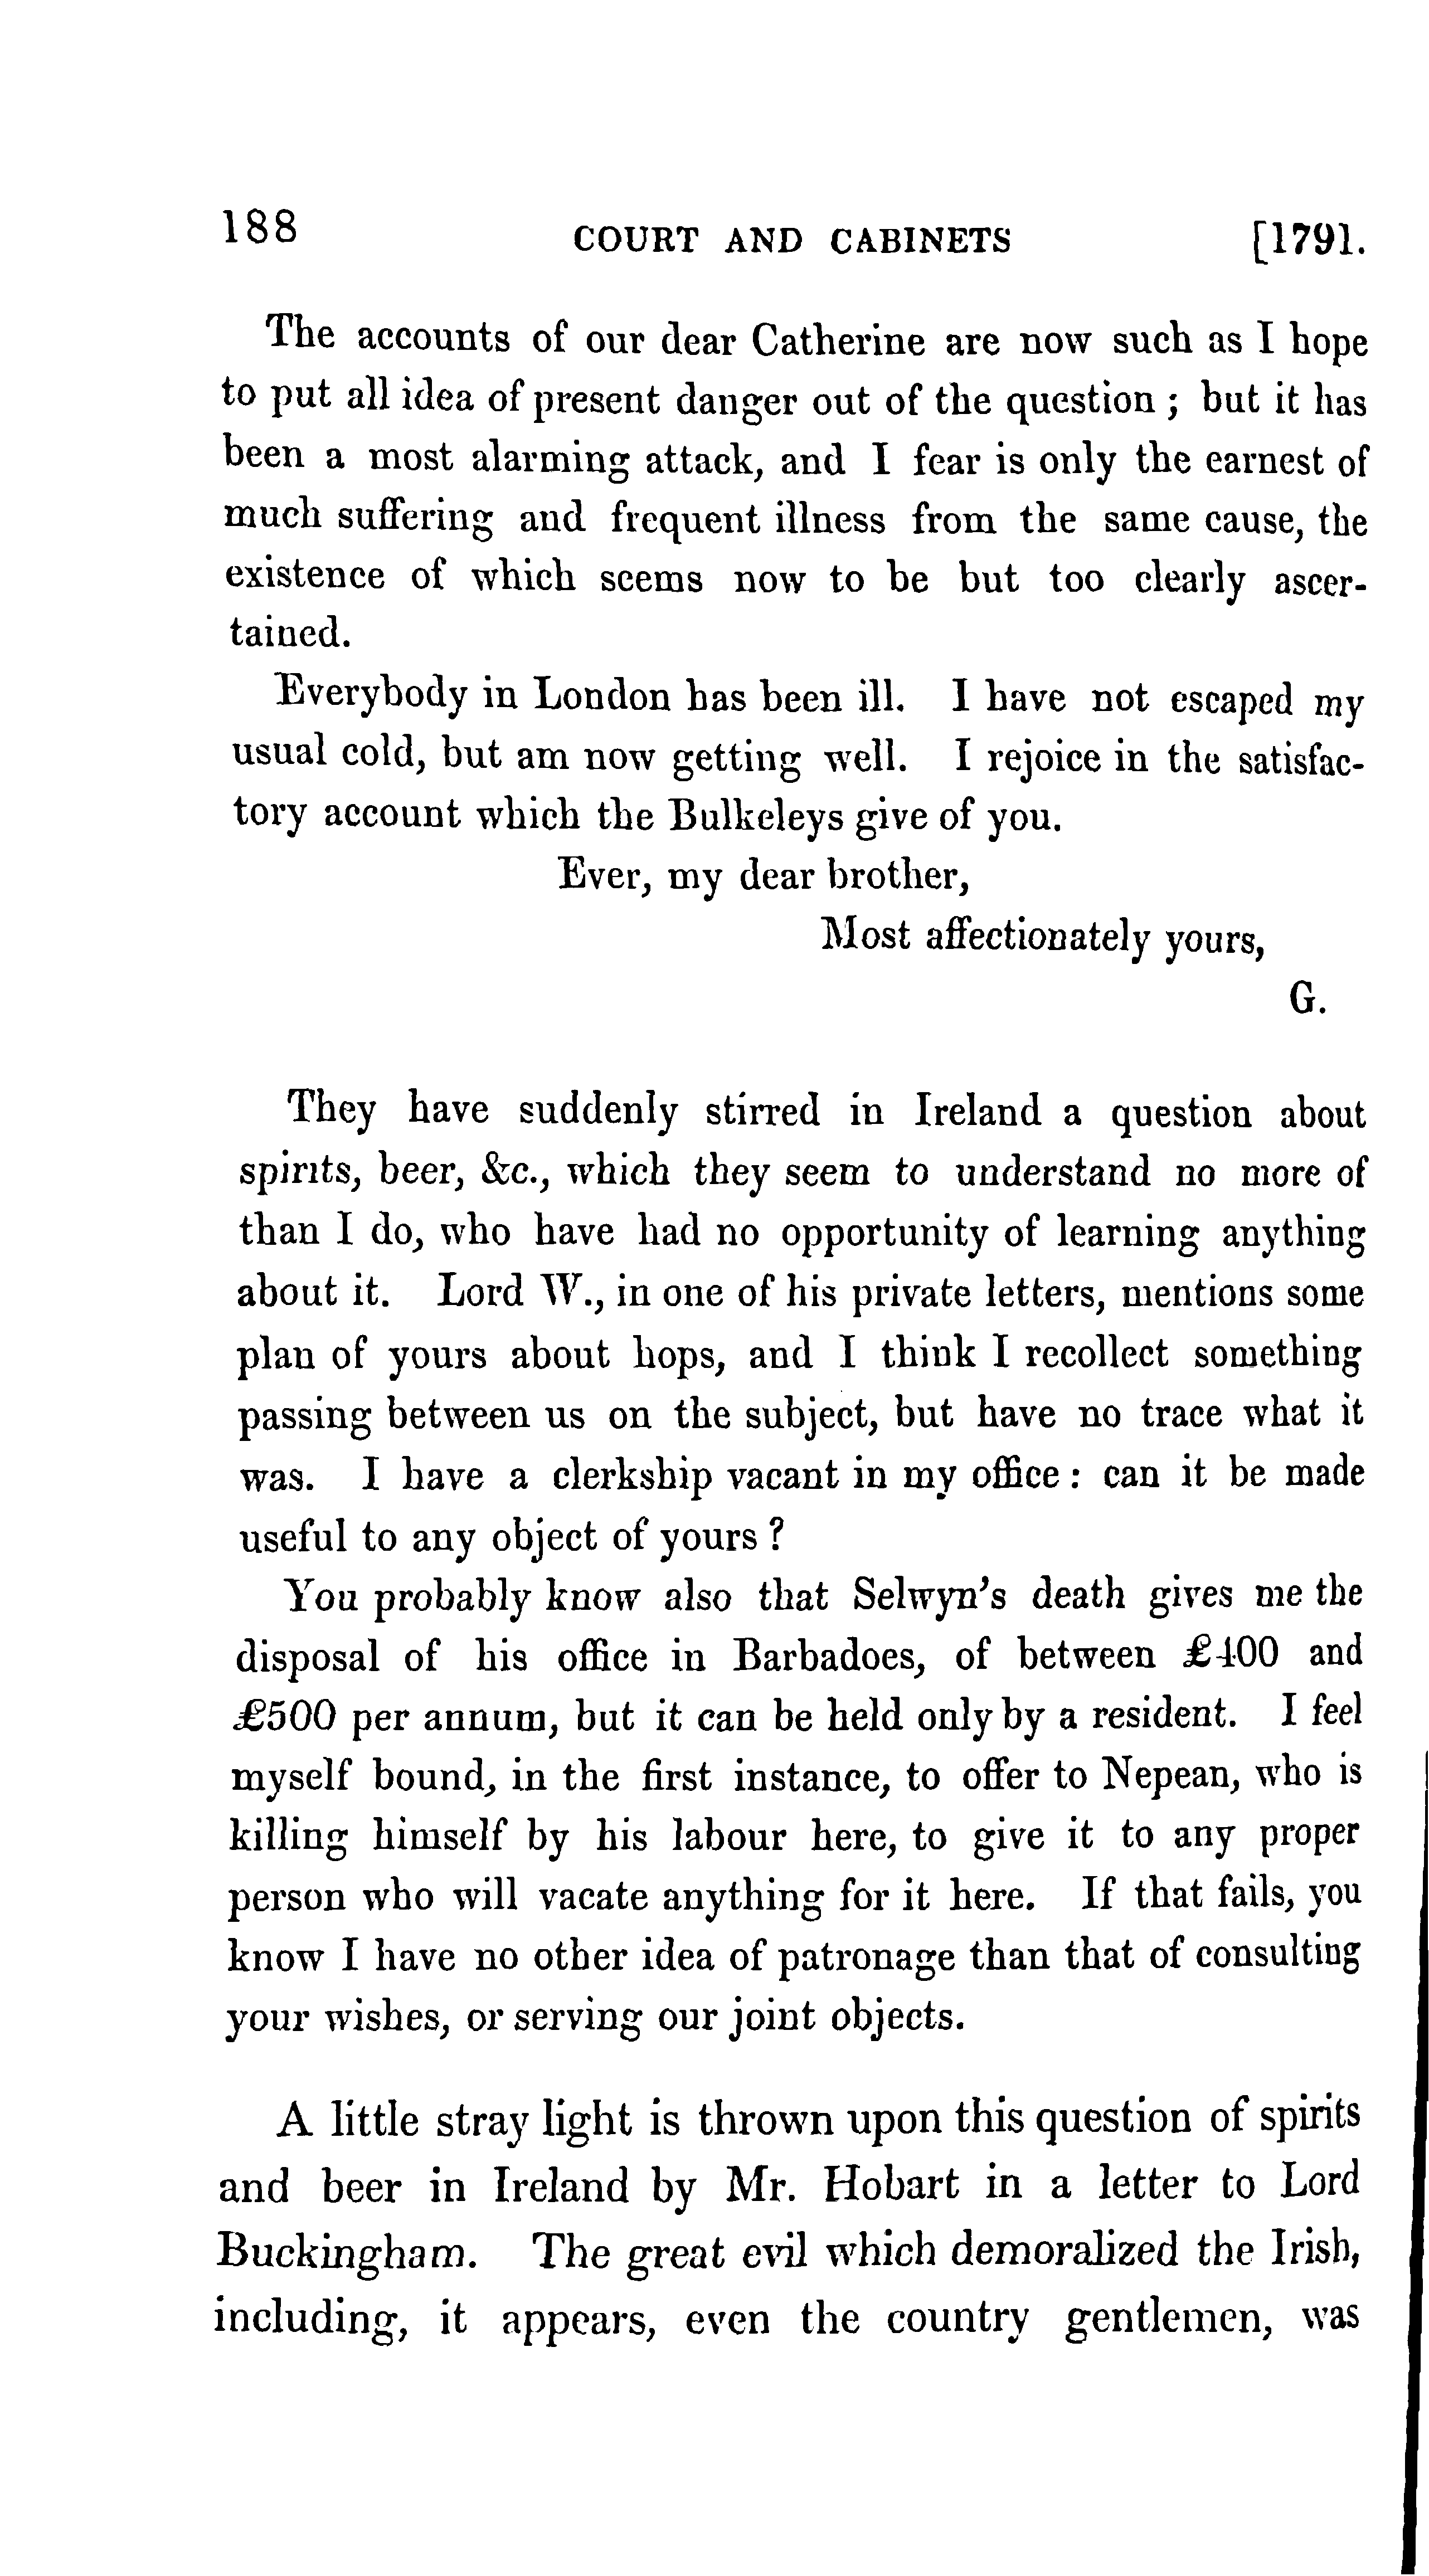 188 COURT AND CABINETS [1791.
The accounts of our dear Catherine are now such as I hope
to put all idea of present danger out of the question ; but it has
been a most alarming attack, and I fear is only the earnest of
much suffering and frequent illness from the same cause, the
existence of which seems now to be but too clearly ascer-
tained.
Everybody in London has been ill. I have not escaped my
usual cold, but am now getting well. I rejoice in the satisfac-
tory account which the Bulkeleys give of you.
Ever, my dear brother,
Most affectionately yours,
G.
They have suddenly stirred in Ireland a question about
spirits, beer, &c., which they seem to understand no more of
than I do, who have had no opportunity of learning anything
about it. Lord W., in one of his private letters, mentions some
plan of yours about hops, and I think I recollect something
passing between us on the subject, but have no trace what it
was. I have a clerkship vacant in my office : can it be made
useful to any object of yours ?
You probably know also that Selwyn's death gives me the
disposal of his office in Barbadoes, of between £400 and
£500 per annum, but it can be held only by a resident. I feel
myself bound, in the first instance, to offer to Nepean, who is
killing himself by his labour here, to give it to any proper
person who will vacate anything for it here. If that fails, you
know I have no other idea of patronage than that of consulting
your wishes, or serving our joint objects.
A little stray light is thrown upon this question of spirits
and beer in Ireland by Mr. Hobart in a letter to Lord
Buckingham. The great evil which demoralized the Irish,
including, it appears, even the country gentlemen, was